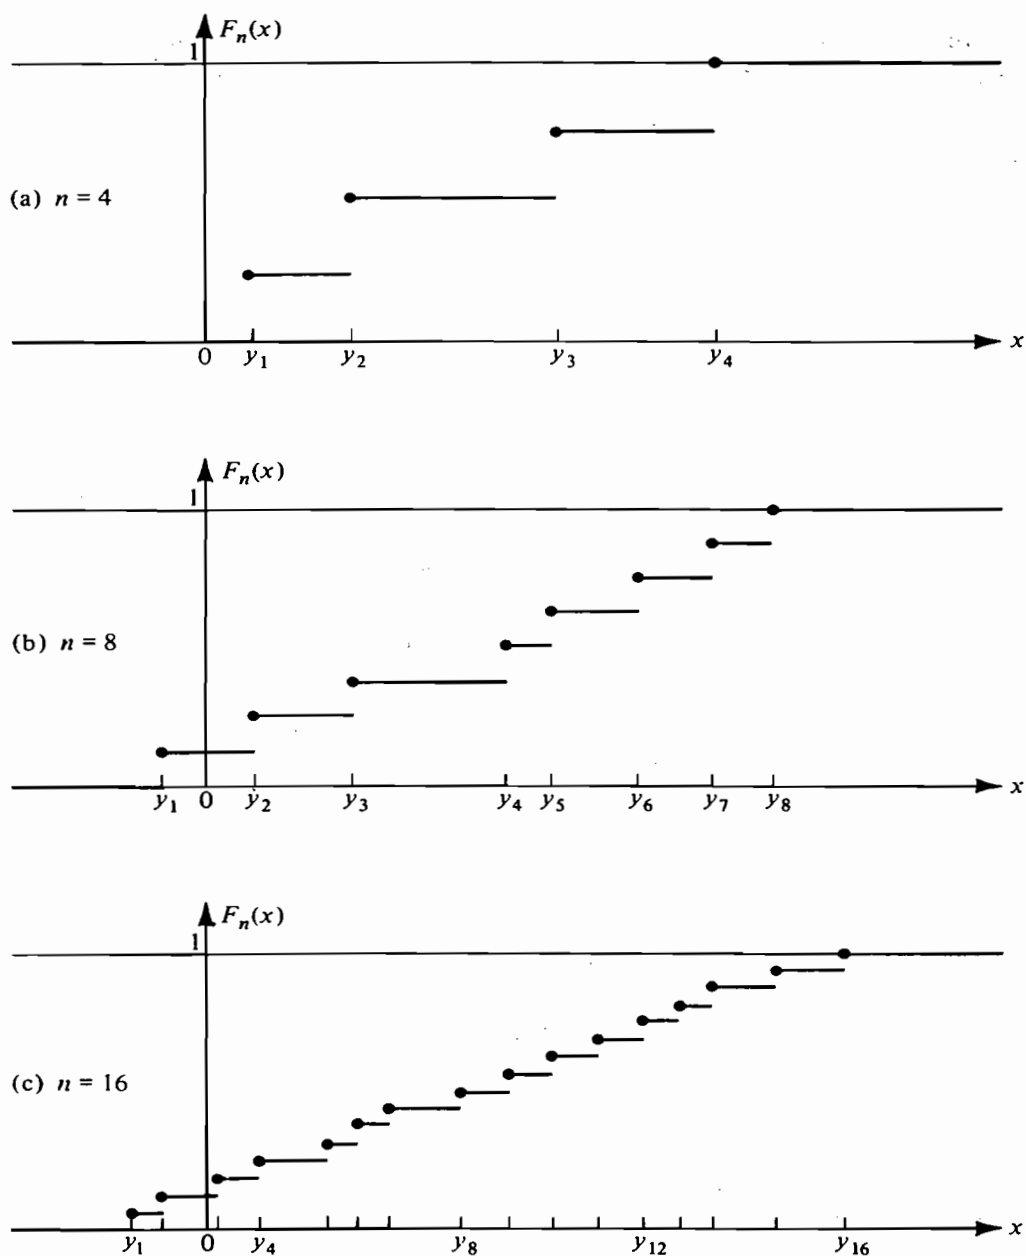 F_n(x)
1
(a) n = 4
0 y_1 y_2 y_3 y_4 x
F_n(x)
1
(b) n = 8
y_1 0 y_2 y_3 y_4 y_5 y_6 y_7 y_8 x
F_n(x)
1
(c) n = 16
y_1 0 y_4 y_8 y_12 y_16 x